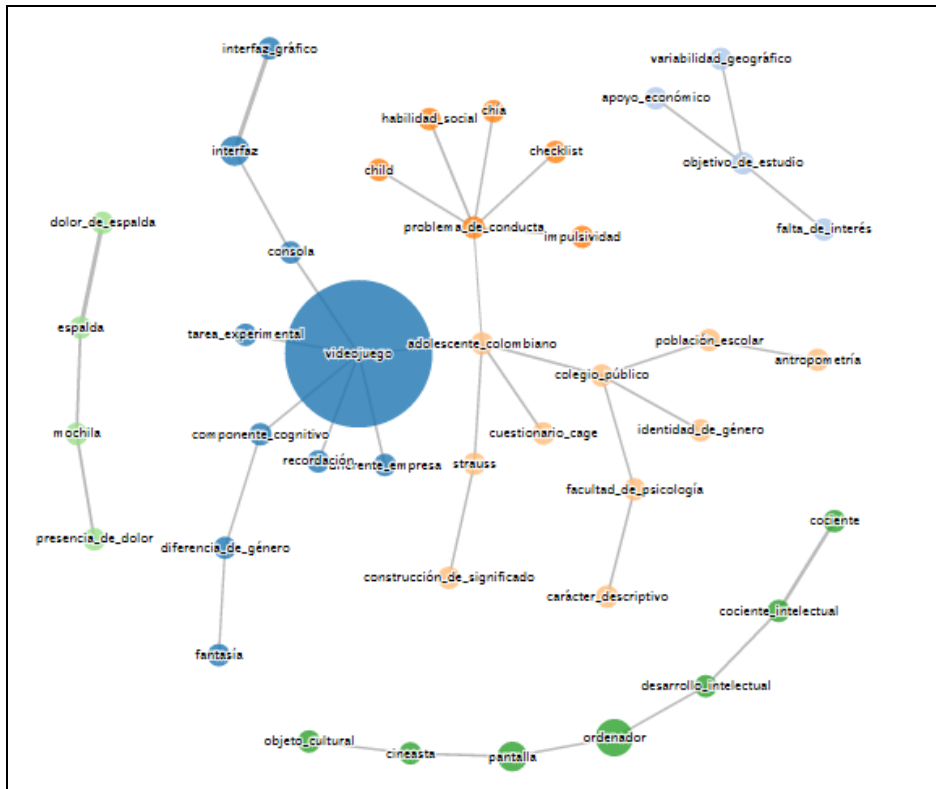 interfaz_gráfico
variabilidad_geográfico
apoyo_económico
chía
habilidad_social
checklist
interfaz
objetivo_de_estudio
child
dolor_de_espalda
problema_de_conducta
falta_de_interés
impulsividad
consola
espalda
tarea_experimental
videojuego
adolescente_colombiano
población_escolar
antropometría
colegio_público
mochila
componente_cognitivo
cuestionario_cage
identidad_de_género
recordación
strauss
facultad_de_psicología
cociente
presencia_de_dolor
diferencia_de_género
construcción_de_significado
carácter_descriptivo
cociente_intelectual
fantasía
desarrollo_intelectual
objeto_cultural
cineasta
pantalla
ordenador